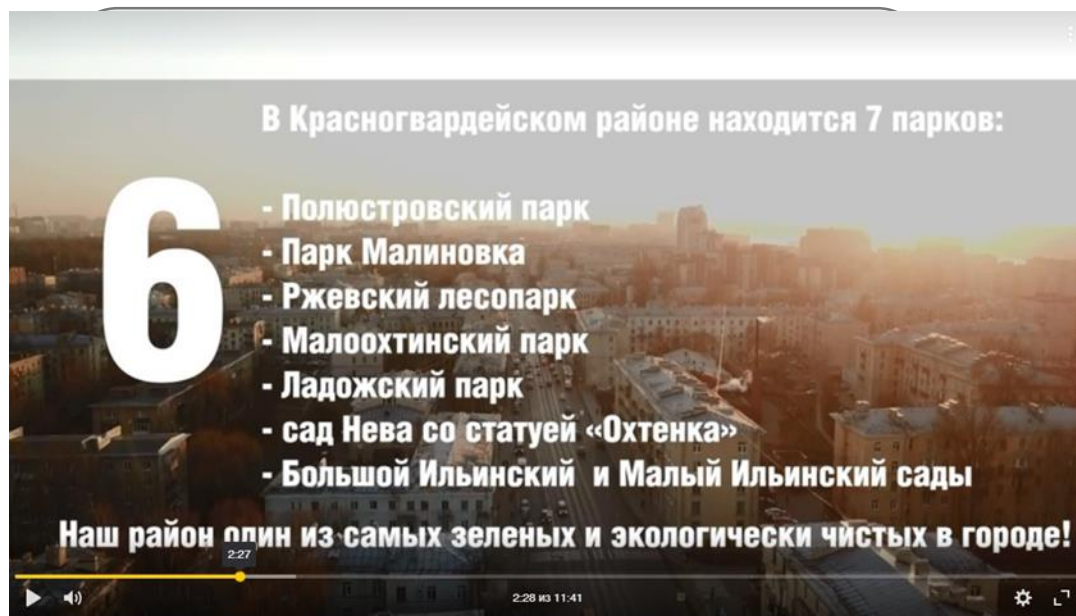 В Красногвардейском районе находится 7 парков:
6
- Полюстровский парк
- Парк Малиновка
- Ржевский лесопарк
- Малоохтинский парк
- Ладожский парк
- сад Нева со статуей «Охтенка»
- Большой Ильинский и Малый Ильинский сады
Наш район один из самых зеленых и экологически чистых в городе!
2:27
2:28 из 11:41